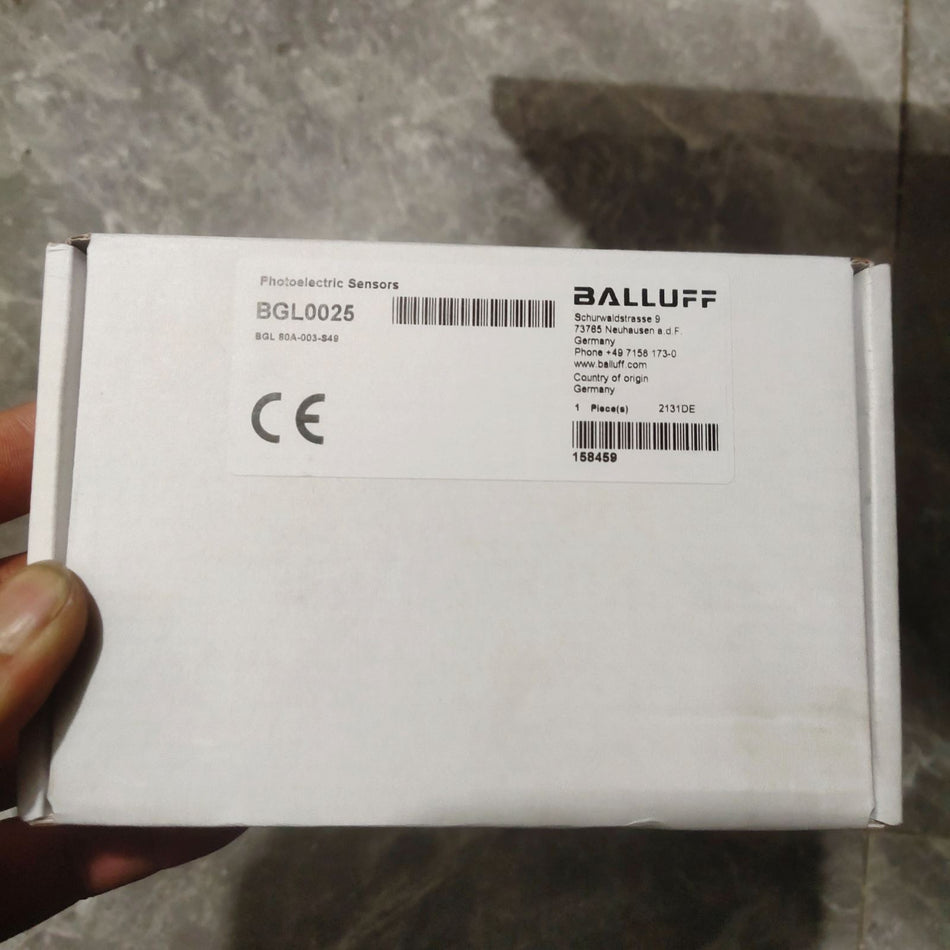 Photoelectric Sensors
BGL0025
BGL 80A-003-S49
CE
BALLUFF
Schurwaldstrasse 9
73765 Neuhausen a.d.F.
Germany
Phone +49 7158 173-0
www.balluff.com
Country of origin
Germany
1 Piece(s) 2131DE
158459